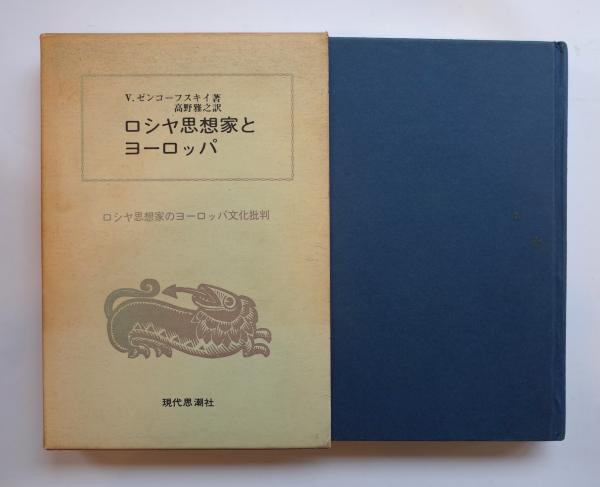 V.ゼンコーフスキイ著
高野雅之訳
ロシヤ思想家と
ヨーロッパ
ロシヤ思想家のヨーロッパ文化批判
現代思潮社